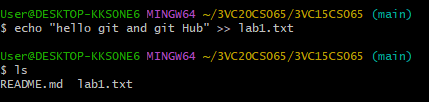 User@DESKTOP-KKSONE6 MINGW64 ~/3VC20CS065/3VC15CS065 (main)
$ echo "hello git and git Hub" >> lab1.txt
User@DESKTOP-KKSONE6 MINGW64 ~/3VC20CS065/3VC15CS065 (main)
$ ls
README.md  lab1.txt